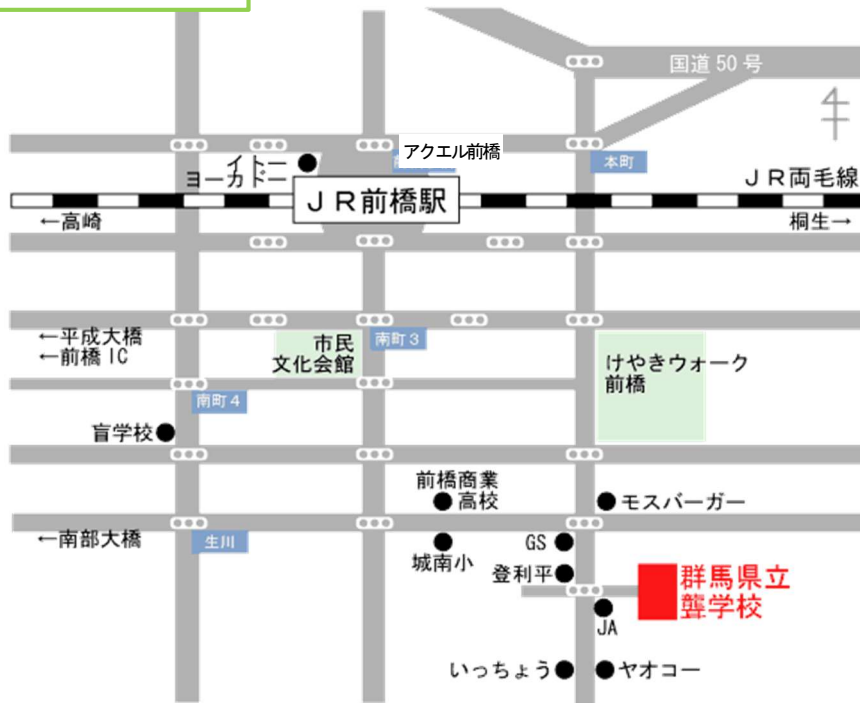 国道50号
アクエル前橋
イトー
ヨーカドー
本町
JR両毛線
JR前橋駅
←高崎
桐生→
←平成大橋
←前橋IC
市民
文化会館
南町3
けやきウォーク
前橋
南町4
盲学校
前橋商業
高校
モスバーガー
←南部大橋
生川
城南小
GS
登利平
群馬県立
聾学校
JA
いっちょう
ヤオコー